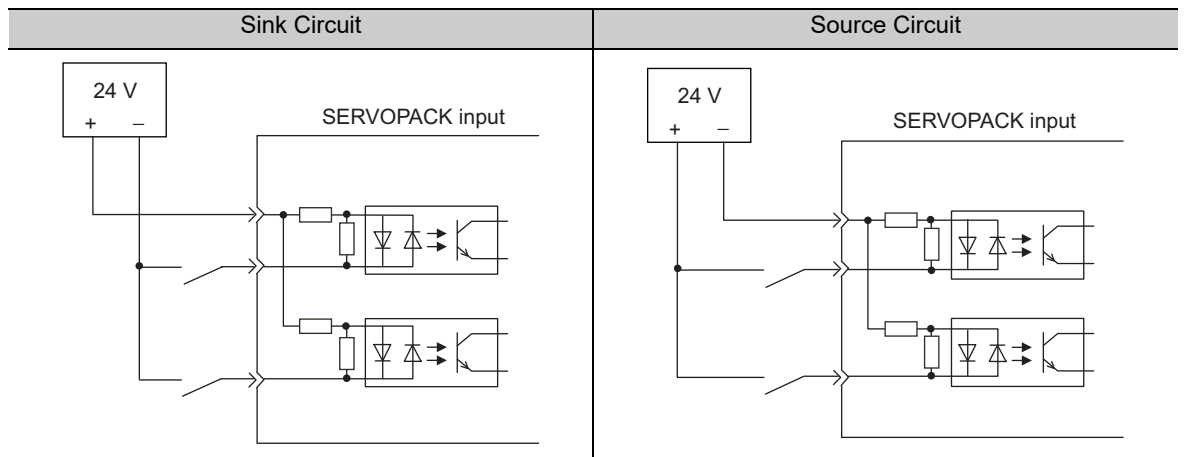 Sink Circuit
Source Circuit
24 V
+ –
SERVOPACK input
24 V
+ –
SERVOPACK input